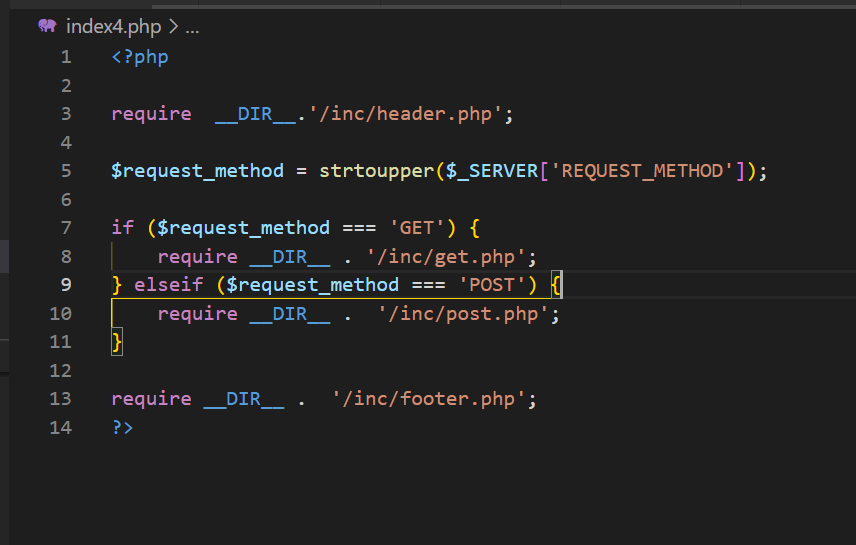 index4.php > ...
1 <?php
2
3 require  __DIR__.'/inc/header.php';
4
5 $request_method = strtoupper($_SERVER['REQUEST_METHOD']);
6
7 if ($request_method === 'GET') {
8     require __DIR__ . '/inc/get.php';
9 } elseif ($request_method === 'POST') {
10     require __DIR__ .  '/inc/post.php';
11 }
12
13 require __DIR__ .  '/inc/footer.php';
14 ?>